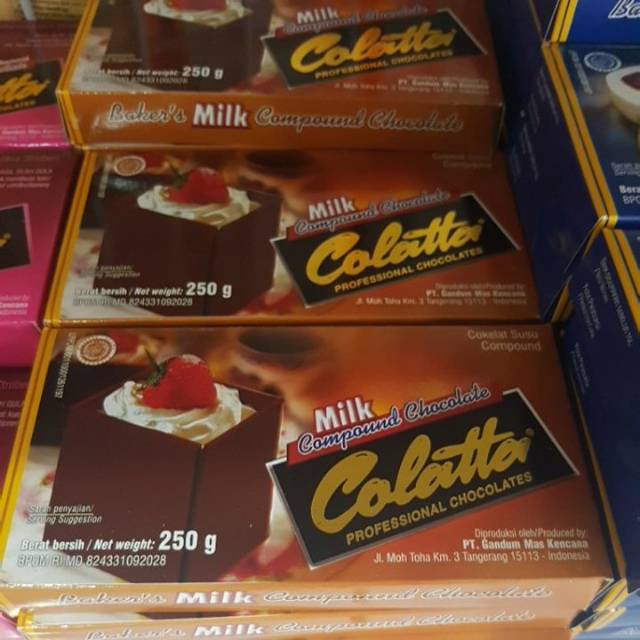 Milk
Compound Chocolate
Colatta
PROFESSIONAL CHOCOLATES
bersih / Net weight: 250 g
Baker's Milk Compound Chocolate
Milk
Compound Chocolate
Colatta
PROFESSIONAL CHOCOLATES
Berat bersih / Net weight: 250 g
BPOM RI MD 824331092028
Diproduksi oleh/Produced by:
PT. Gandum Mas Kencana
Jl. Moh Toha Km. 3 Tangerang 15113 - Indonesia
Cokelat Susu
Compound
Milk
Compound Chocolate
Colatta
PROFESSIONAL CHOCOLATES
Saran penyajian/
Serving Suggestion
Berat bersih / Net weight: 250 g
BPOM RI MD 824331092028
Diproduksi oleh/Produced by:
PT. Gandum Mas Kencana
Jl. Moh Toha Km. 3 Tangerang 15113 - Indonesia
Baker's Milk Compound Chocolate
Baker's Milk Compound Chocolate